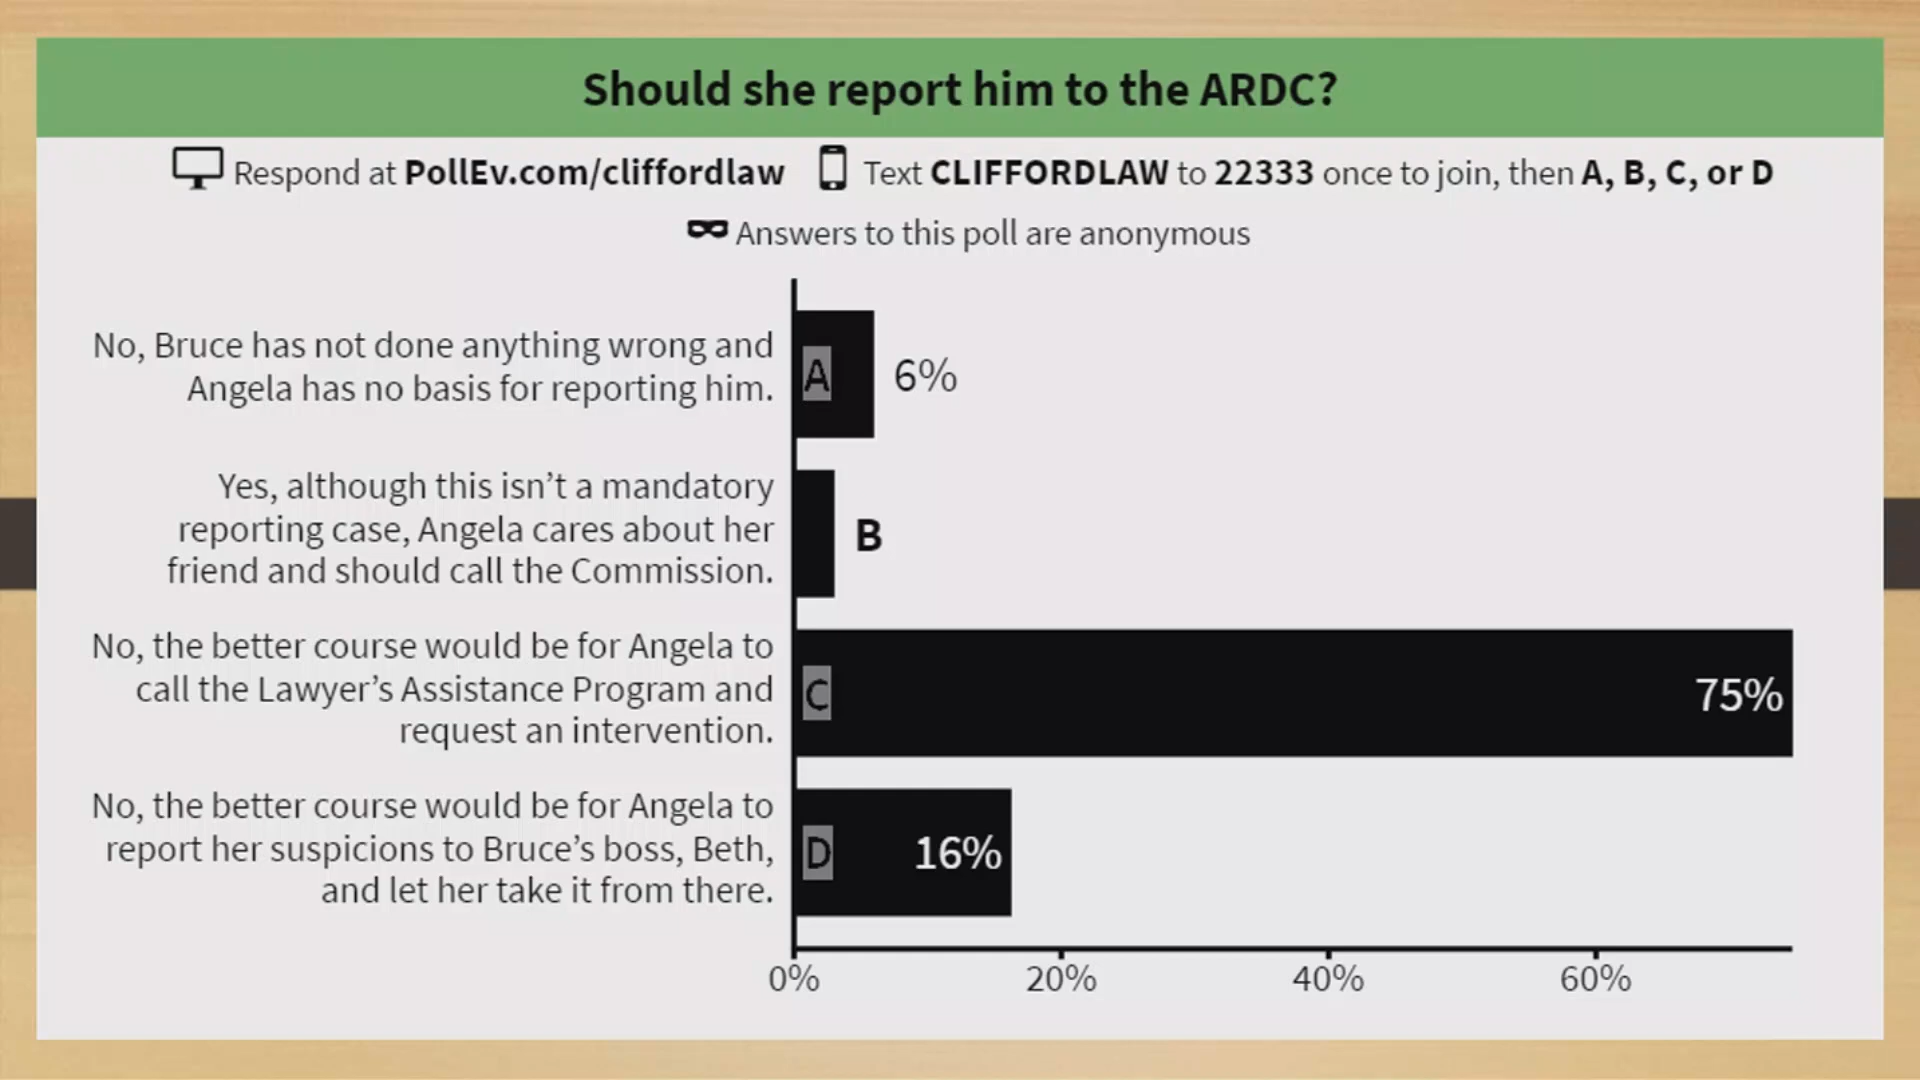 Should she report him to the ARDC?
Respond at PollEv.com/cliffordlaw Text CLIFFORDLAW to 22333 once to join, then A, B, C, or D
Answers to this poll are anonymous
No, Bruce has not done anything wrong and
Angela has no basis for reporting him.
A 6%
Yes, although this isn’t a mandatory
reporting case, Angela cares about her
friend and should call the Commission.
B
No, the better course would be for Angela to
call the Lawyer’s Assistance Program and
request an intervention.
C 75%
No, the better course would be for Angela to
report her suspicions to Bruce’s boss, Beth,
and let her take it from there.
D 16%
0% 20% 40% 60%